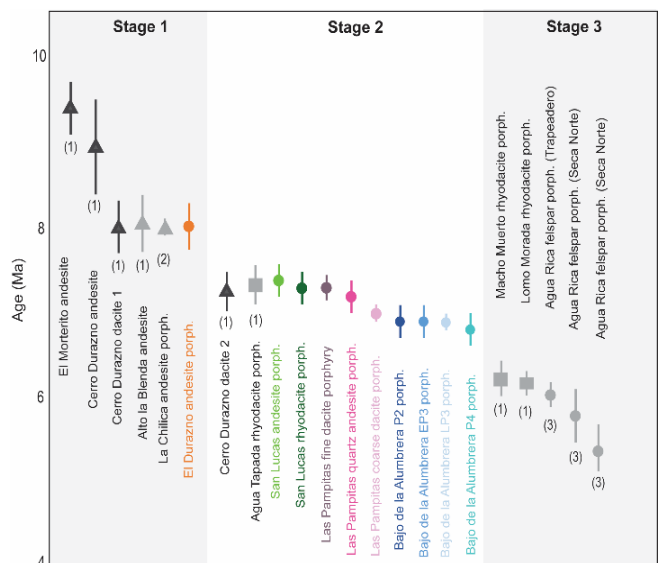 Stage 1
Stage 2
Stage 3
Age (Ma)
10
8
6
4
El Morterito andesite
(1)
Cerro Durazno andesite
(1)
Cerro Durazno dacite 1
(1)
Alto la Blenda andesite
(1)
La Chilica andesite porph.
(2)
El Durazno andesite porph.
Cerro Durazno dacite 2
(1)
Agua Tapada rhyodacite porph.
(1)
San Lucas andesite porph.
San Lucas rhyodacite porph.
Las Pampitas fine dacite porphyry
Las Pampitas quartz andesite porph.
Las Pampitas coarse dacite porph.
Bajo de la Alumbrera P2 porph.
Bajo de la Alumbrera EP3 porph.
Bajo de la Alumbrera LP3 porph.
Bajo de la Alumbrera P4 porph.
Macho Muerto rhyodacite porph.
(1)
Lomo Morada rhyodacite porph.
(1)
Agua Rica felspar porph. (Trapeadero)
(3)
Agua Rica felspar porph. (Seca Norte)
(3)
Agua Rica felspar porph. (Seca Norte)
(3)